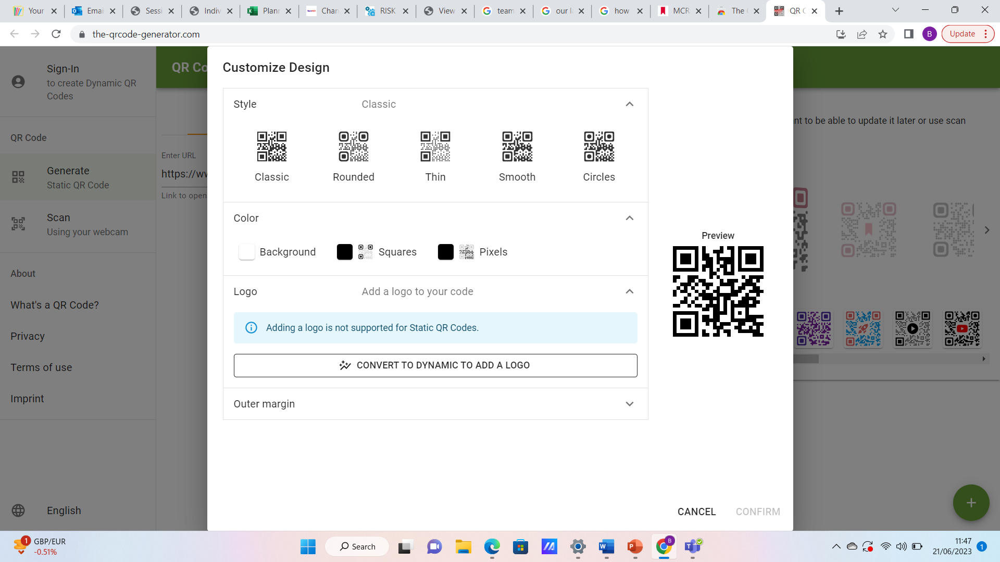 Your
Emai
Sessi
Indiv
Planr
Char
RISK
View
team
our l
how
MCR
The
QR C
the-qrcode-generator.com
B
Update
Sign-In
to create Dynamic QR
Codes
QR Code
Generate
Static QR Code
Scan
Using your webcam
About
What's a QR Code?
Privacy
Terms of use
Imprint
English
QR Co
Enter URL
https://ww
Link to open
Customize Design
Style Classic
Classic Rounded Thin Smooth Circles
Color
Background Squares Pixels
Logo Add a logo to your code
Adding a logo is not supported for Static QR Codes.
CONVERT TO DYNAMIC TO ADD A LOGO
Outer margin
Preview
CANCEL CONFIRM
nt to be able to update it later or use scan
+
1
GBP/EUR
-0.51%
Search
B
11:47
21/06/2023
1